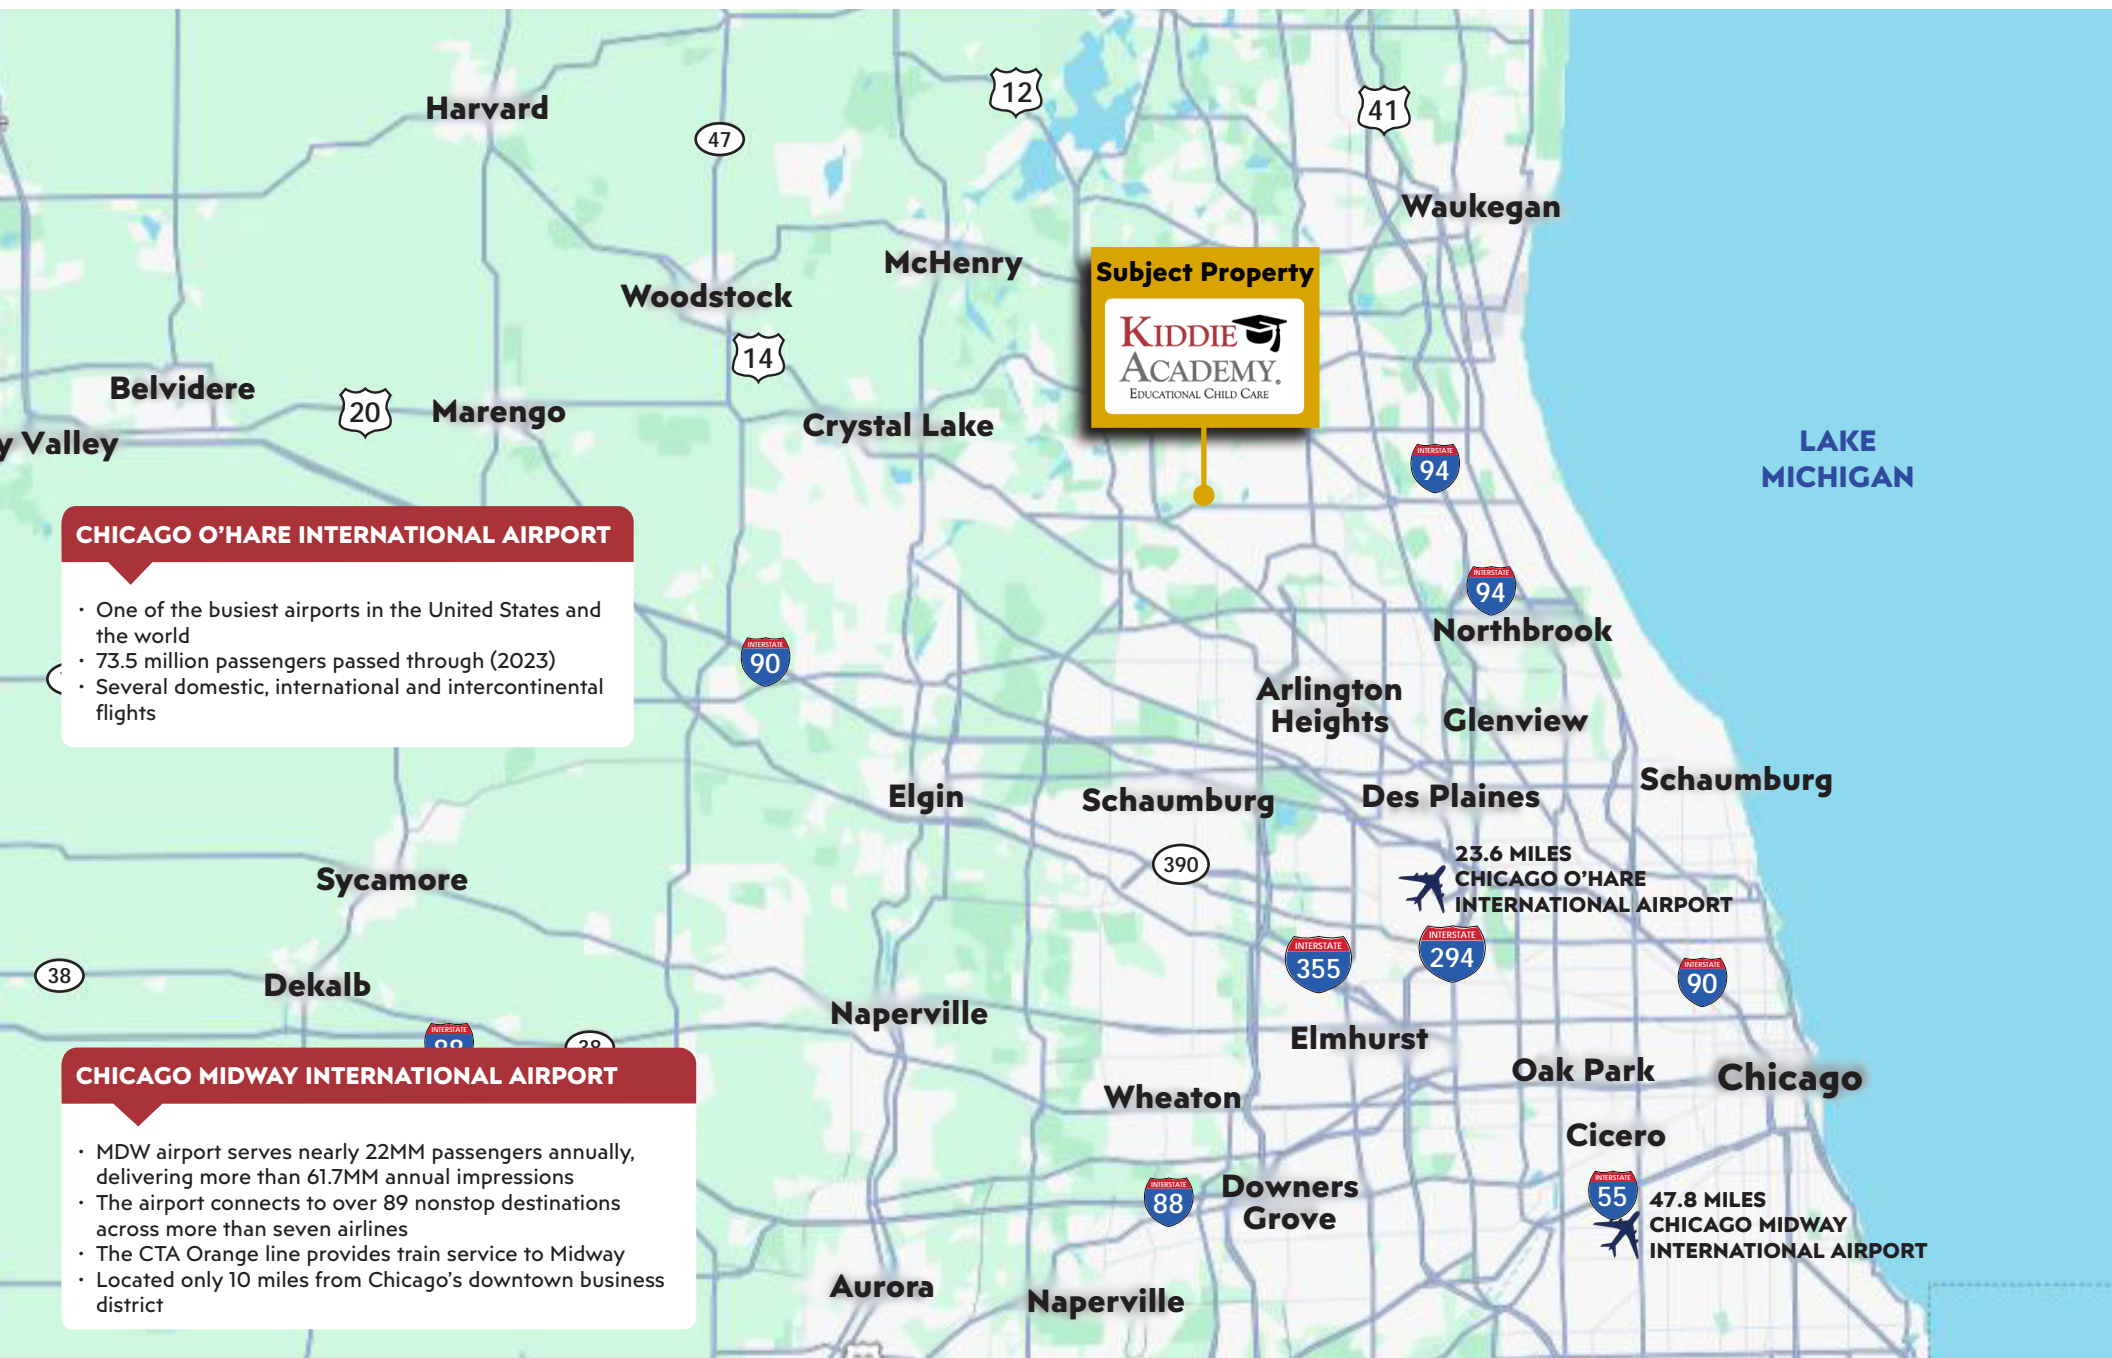 12
41
Harvard
47
Waukegan
McHenry
Subject Property
Woodstock
KIDDIE
ACADEMY®
EDUCATIONAL CHILD CARE
14
Belvidere
20
Marengo
Crystal Lake
y Valley
INTERSTATE
94
LAKE
MICHIGAN
CHICAGO O'HARE INTERNATIONAL AIRPORT
· One of the busiest airports in the United States and
the world
· 73.5 million passengers passed through (2023)
· Several domestic, international and intercontinental
flights
INTERSTATE
94
Northbrook
INTERSTATE
90
Arlington
Heights
Glenview
Elgin
Schaumburg
Des Plaines
Schaumburg
390
23.6 MILES
CHICAGO O'HARE
INTERNATIONAL AIRPORT
Sycamore
INTERSTATE
355
INTERSTATE
294
INTERSTATE
90
38
Dekalb
Naperville
INTERSTATE
88
38
Elmhurst
Oak Park
Chicago
Wheaton
Cicero
CHICAGO MIDWAY INTERNATIONAL AIRPORT
· MDW airport serves nearly 22MM passengers annually,
delivering more than 61.7MM annual impressions
· The airport connects to over 89 nonstop destinations
across more than seven airlines
· The CTA Orange line provides train service to Midway
· Located only 10 miles from Chicago's downtown business
district
INTERSTATE
88
Downers
Grove
INTERSTATE
55
47.8 MILES
CHICAGO MIDWAY
INTERNATIONAL AIRPORT
Aurora
Naperville